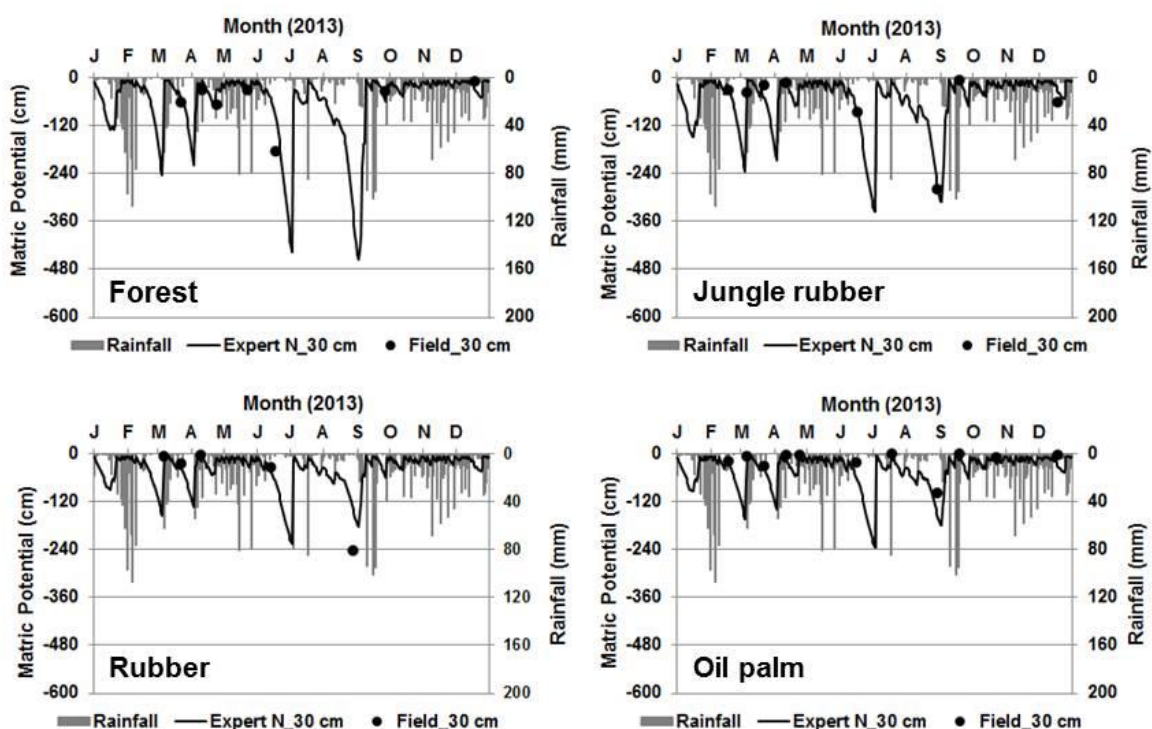 Month (2013)
J F M A M J J A S O N D
Matric Potential (cm)
0
-120
-240
-360
-480
-600
0
40
80
120
160
200
Rainfall (mm)
Forest
Rainfall Expert N_30 cm Field_30 cm
Month (2013)
J F M A M J J A S O N D
Matric Potential (cm)
0
-120
-240
-360
-480
-600
0
40
80
120
160
200
Rainfall (mm)
Jungle rubber
Rainfall Expert N_30 cm Field_30 cm
Month (2013)
J F M A M J J A S O N D
Matric Potential (cm)
0
-120
-240
-360
-480
-600
0
40
80
120
160
200
Rainfall (mm)
Rubber
Rainfall Expert N_30 cm Field_30 cm
Month (2013)
J F M A M J J A S O N D
Matric Potential (cm)
0
-120
-240
-360
-480
-600
0
40
80
120
160
200
Rainfall (mm)
Oil palm
Rainfall Expert N_30 cm Field_30 cm